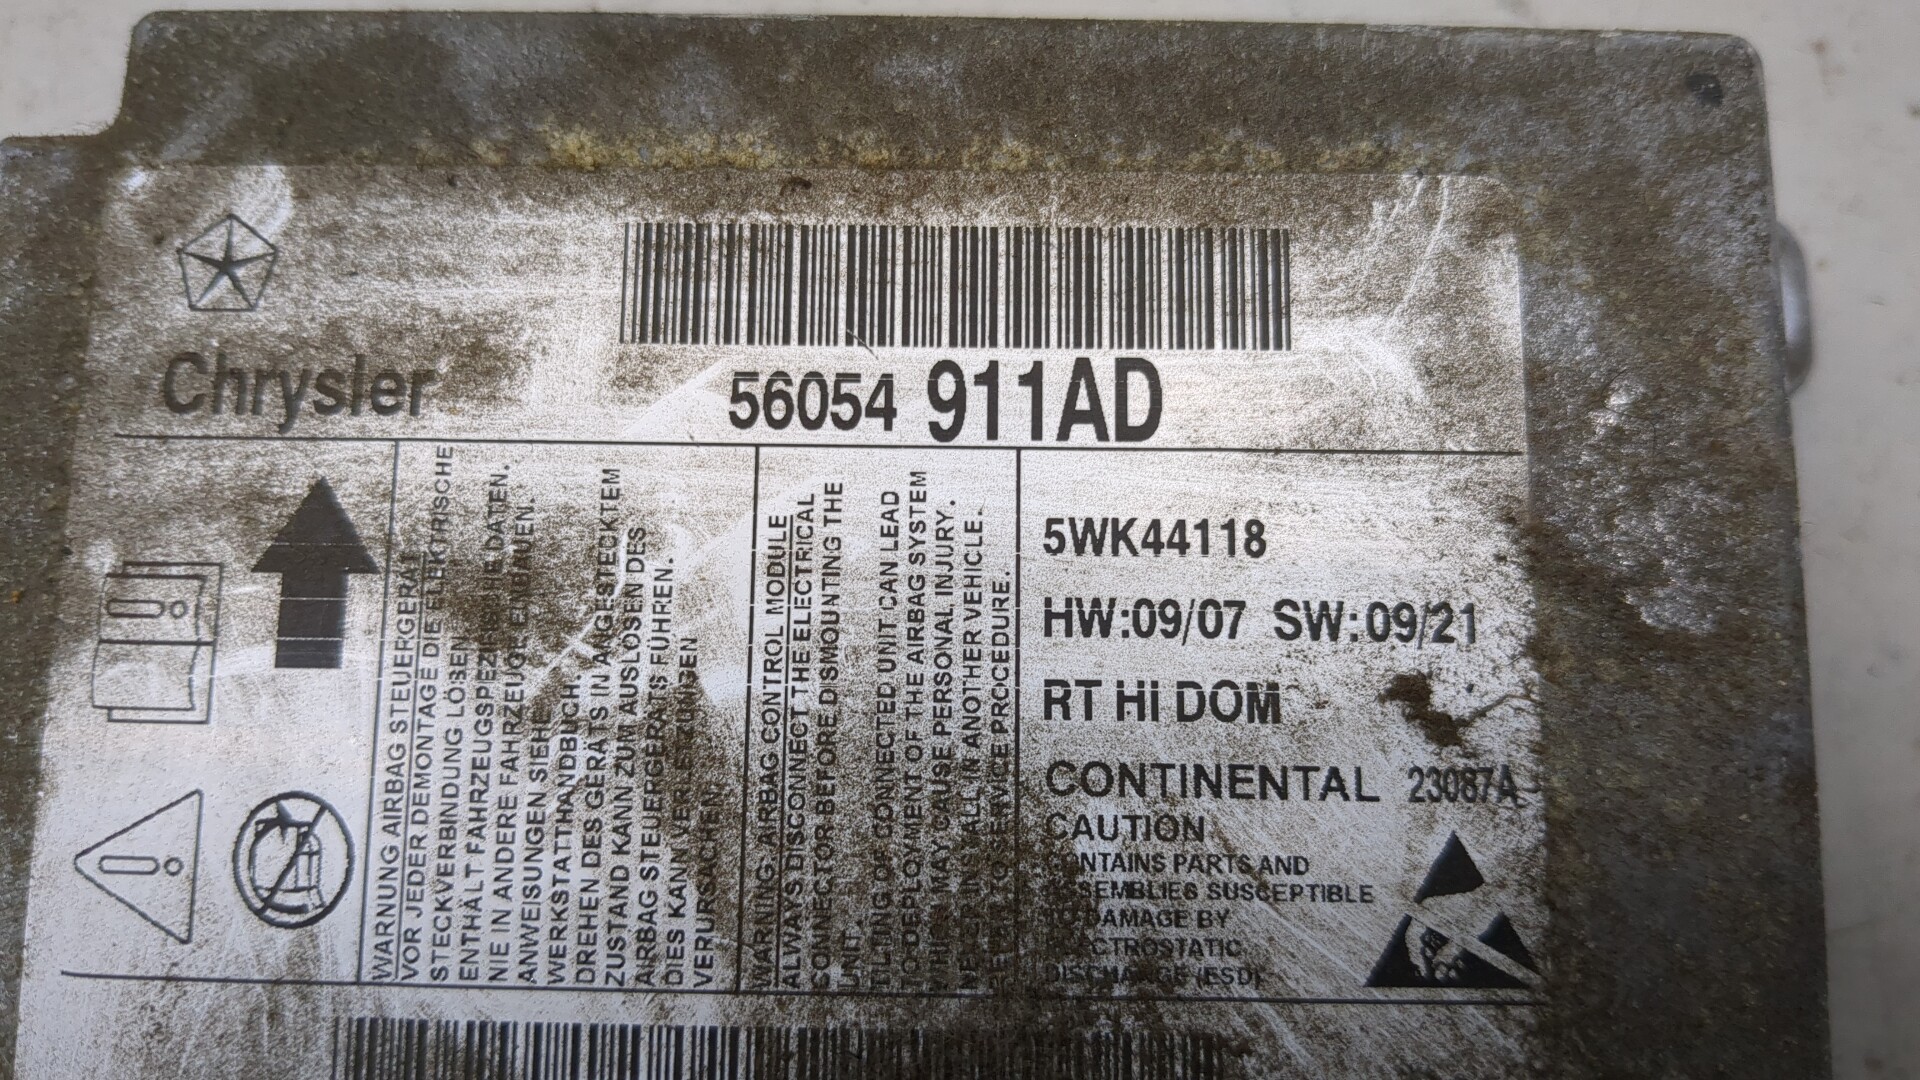 Chrysler
56054 911AD
WARNUNG AIRBAG STEUERGERÄT
VOR JEDER DEMONTAGE DIE ELEKTRISCHE
STECKVERBINDUNG LÖSEN.
ENTHÄLT FAHRZEUGSPEZIFISCHE DATEN.
NIE IN ANDERE FAHRZEUGE EINBAUEN.
ANWEISUNGEN SIEHE
WERKSTATTHANDBUCH.
DREHEN DES GERÄTS IN ANGESTECKTEM
ZUSTAND KANN ZUM AUSLÖSEN DES
AIRBAG STEUERGERÄTS FÜHREN.
DIES KANN VERLETZUNGEN
VERURSACHEN.
WARNING: AIRBAG CONTROL MODULE
ALWAYS DISCONNECT THE ELECTRICAL
CONNECTOR BEFORE DISMOUNTING THE
UNIT.
TILTING OF CONNECTED UNIT CAN LEAD
TO DEPLOYMENT OF THE AIRBAG SYSTEM
WHICH MAY CAUSE PERSONAL INJURY.
NEVER INSTALL IN ANOTHER VEHICLE.
REFER TO SERVICE PROCEDURE.
5WK44118
HW:09/07 SW:09/21
RT Hi DOM
CONTINENTAL 23087A
CAUTION
CONTAINS PARTS AND
ASSEMBLIES SUSCEPTIBLE
TO DAMAGE BY
ELECTROSTATIC
DISCHARGE (ESD)